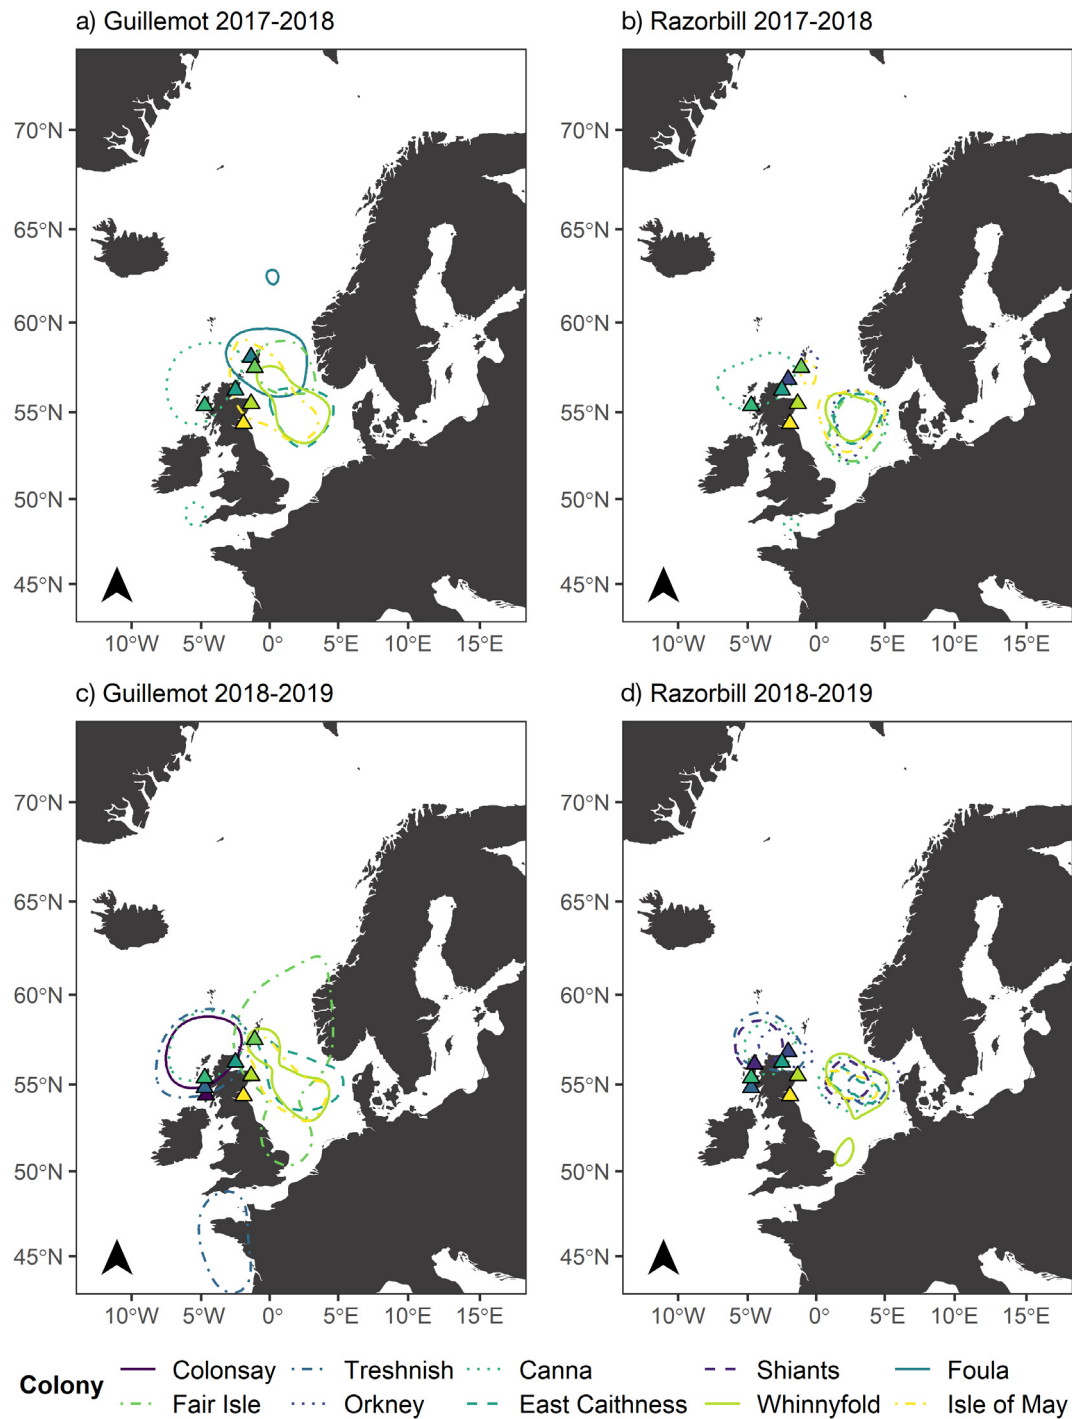 a) Guillemot 2017-2018
b) Razorbill 2017-2018
70°N
65°N
60°N
55°N
50°N
45°N
10°W 5°W 0° 5°E 10°E 15°E
10°W 5°W 0° 5°E 10°E 15°E
c) Guillemot 2018-2019
d) Razorbill 2018-2019
70°N
65°N
60°N
55°N
50°N
45°N
70°N
65°N
60°N
55°N
50°N
45°N
10°W 5°W 0° 5°E 10°E 15°E
70°N
65°N
60°N
55°N
50°N
45°N
10°W 5°W 0° 5°E 10°E 15°E
Colony
Colonsay Treshnish Canna Shiants Foula
Fair Isle Orkney East Caithness Whinnyfold Isle of May